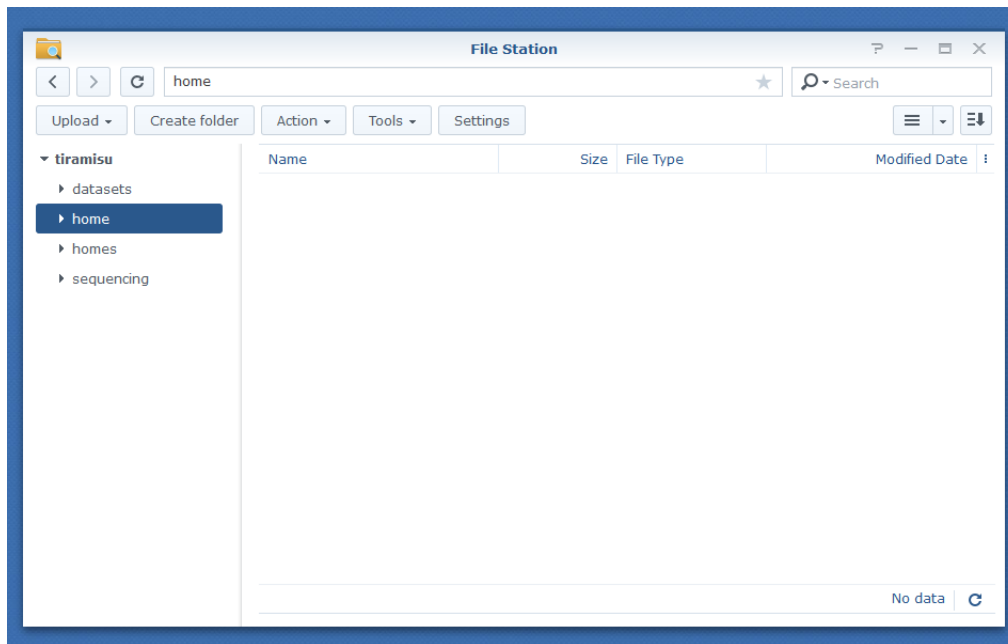 File Station
home
Search
Upload Create folder Action Tools Settings
tiramisu
datasets
home
homes
sequencing
Name Size File Type Modified Date
No data